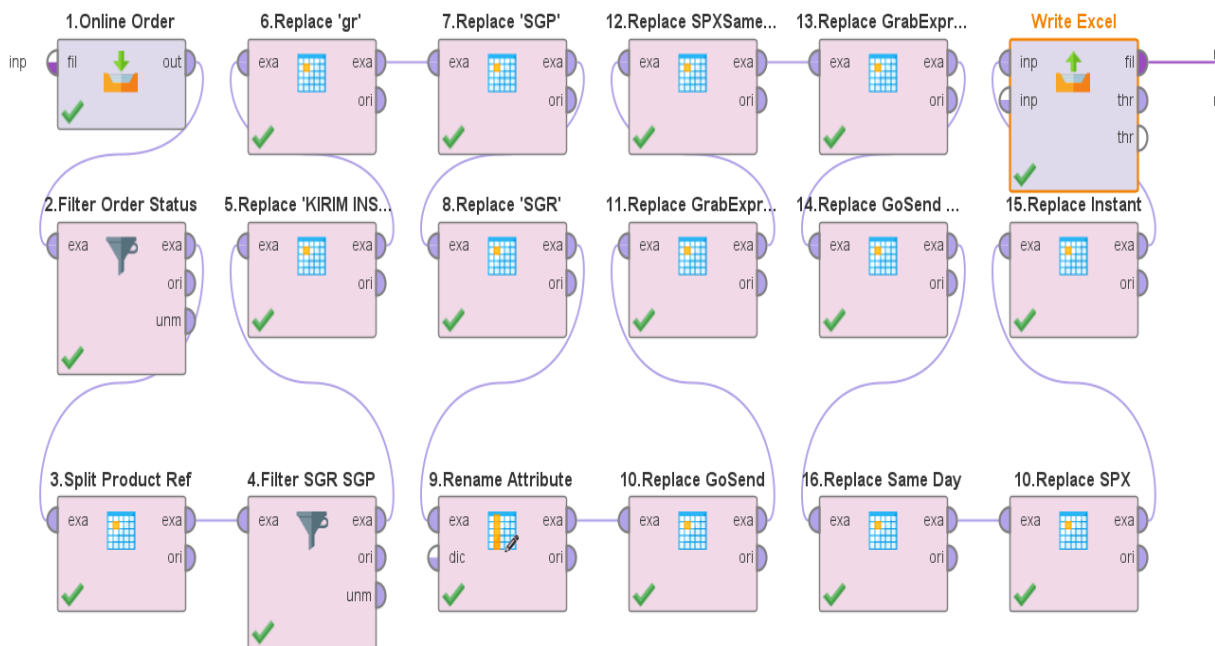 1.Online Order
6.Replace 'gr'
7.Replace 'SGP'
12.Replace SPXSame...
13.Replace GrabExpr...
Write Excel
inp fil out
exa exa
ori
exa exa
ori
exa exa
ori
exa exa
ori
inp fil
inp thr
thr
2.Filter Order Status
5.Replace 'KIRIM INS...
8.Replace 'SGR'
11.Replace GrabExpr...
14.Replace GoSend ...
15.Replace Instant
exa exa
ori
unm
exa exa
ori
exa exa
ori
exa exa
ori
exa exa
ori
exa exa
ori
3.Split Product Ref
4.Filter SGR SGP
9.Rename Attribute
10.Replace GoSend
16.Replace Same Day
10.Replace SPX
exa exa
ori
exa exa
ori
unm
exa exa
dic ori
exa exa
ori
exa exa
ori
exa exa
ori